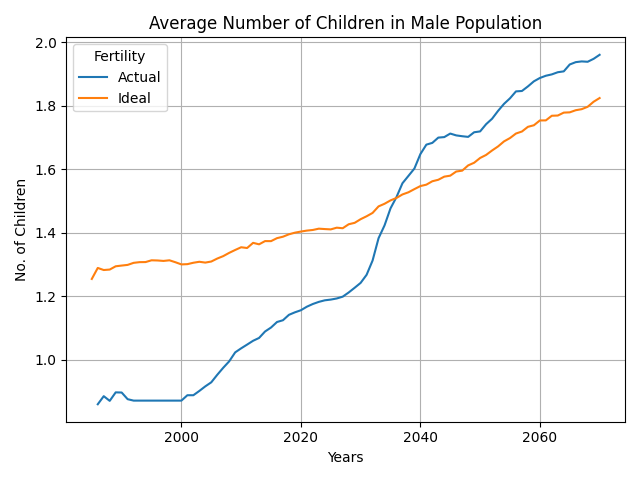 Average Number of Children in Male Population
Fertility
Actual
Ideal
No. of Children
2.0
1.8
1.6
1.4
1.2
1.0
2000
2020
2040
2060
Years